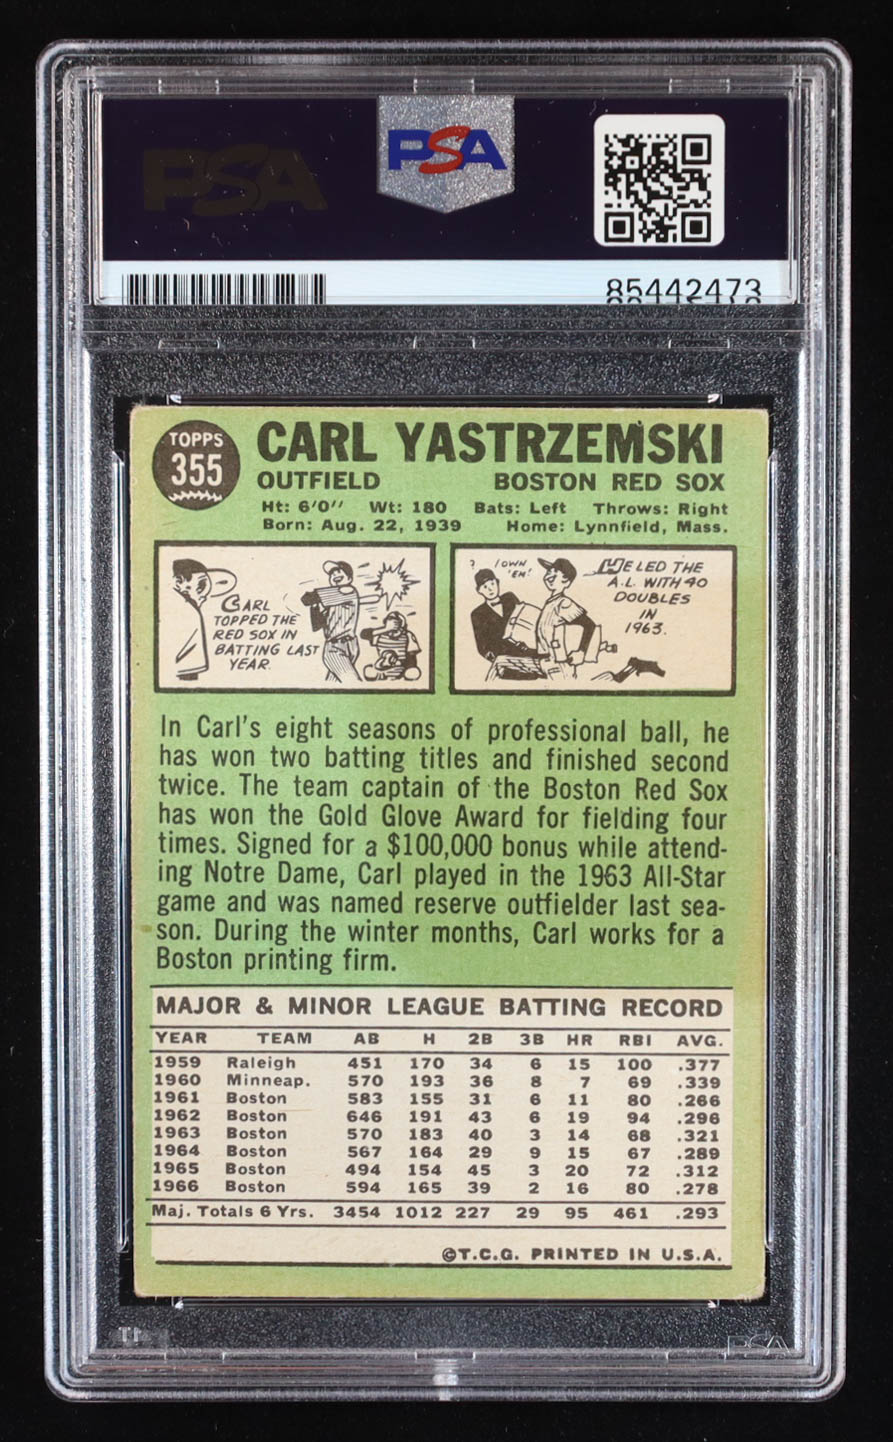 PSA
PSA
85442473
TOPPS
355
CARL YASTRZEMSKI
OUTFIELD BOSTON RED SOX
Ht: 6'0" Wt: 180 Bats: Left Throws: Right
Born: Aug. 22, 1939 Home: Lynnfield, Mass.
CARL
TOPPED THE
RED SOX IN
BATTING LAST
YEAR.
?
I OWN
'EM!
HE LED THE
A.L. WITH 40
DOUBLES
IN
1963.
In Carl's eight seasons of professional ball, he
has won two batting titles and finished second
twice. The team captain of the Boston Red Sox
has won the Gold Glove Award for fielding four
times. Signed for a $100,000 bonus while attend-
ing Notre Dame, Carl played in the 1963 All-Star
game and was named reserve outfielder last sea-
son. During the winter months, Carl works for a
Boston printing firm.
MAJOR & MINOR LEAGUE BATTING RECORD
YEAR TEAM AB H 2B 3B HR RBI AVG.
1959 Raleigh 451 170 34 6 15 100 .377
1960 Minneap. 570 193 36 8 7 69 .339
1961 Boston 583 155 31 6 11 80 .266
1962 Boston 646 191 43 6 19 94 .296
1963 Boston 570 183 40 3 14 68 .321
1964 Boston 567 164 29 9 15 67 .289
1965 Boston 494 154 45 3 20 72 .312
1966 Boston 594 165 39 2 16 80 .278
Maj. Totals 6 Yrs. 3454 1012 227 29 95 461 .293
©T.C.G. PRINTED IN U.S.A.
PSA